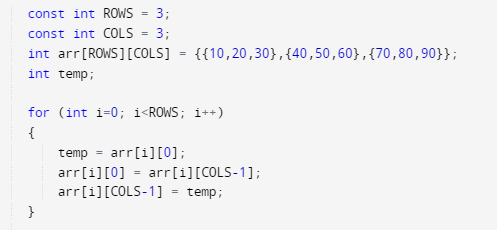 const int ROWS = 3;
const int COLS = 3;
int arr[ROWS][COLS] = {{10,20,30},{40,50,60},{70,80,90}};
int temp;
for (int i=0; i<ROWS; i++)
{
temp = arr[i][0];
arr[i][0] = arr[i][COLS-1];
arr[i][COLS-1] = temp;
}